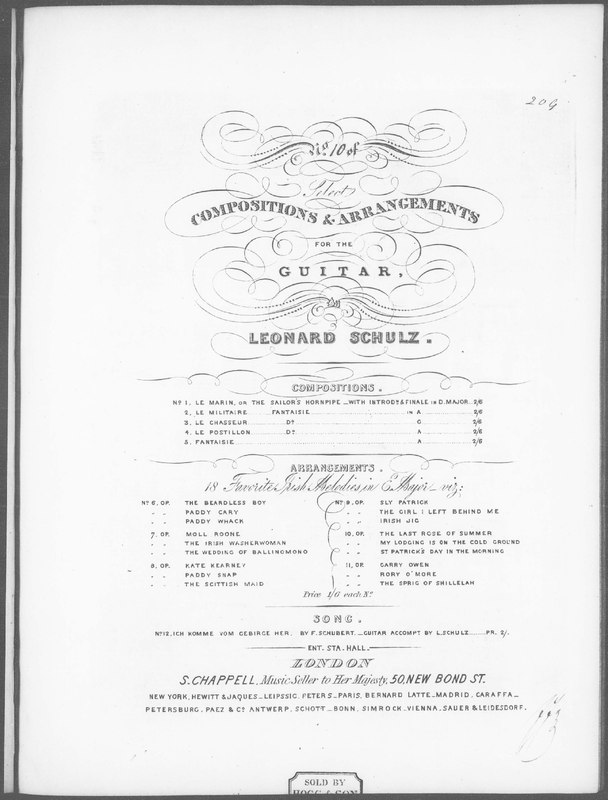 20G
No. 10 of
Select
COMPOSITIONS & ARRANGEMENTS
FOR THE
GUITAR,
By
LEONARD SCHULZ.
COMPOSITIONS.
No. 1. LE MARIN, OR THE SAILOR'S HORNPIPE _ WITH INTRODn. & FINALE IN D. MAJOR 2/6
2. LE MILITAIRE FANTAISIE IN A 2/6
3. LE CHASSEUR Do. C 2/6
4. LE POSTILLON Do. A 2/6
5. FANTAISIE A 2/6
ARRANGEMENTS.
18 Favorite Irish Melodies in E Major viz:
No. 6, OP. THE BEARDLESS BOY
" " PADDY CARY
" " PADDY WHACK
7, OP. MOLL ROONE
" " THE IRISH WASHERWOMAN
" " THE WEDDING OF BALLINOMONO
8, OP. KATE KEARNEY
" " PADDY SNAP
" " THE SCITTISH MAID
No. 9, OP. SLY PATRICK
" " THE GIRL I LEFT BEHIND ME
" " IRISH JIG
10, OP. THE LAST ROSE OF SUMMER
" " MY LODGING IS ON THE COLD GROUND
" " ST PATRICK'S DAY IN THE MORNING
11, OP. GARRY OWEN
" " RORY O'MORE
" " THE SPRIG OF SHILLELAH
Price 1/6 each No.
SONG.
No. 12. ICH KOMME VOM GEBIRGE HER, BY F. SCHUBERT. _ GUITAR ACCOMPT BY L. SCHULZ PR. 2/.
ENT. STA. HALL.
LONDON
S. CHAPPELL, Music Seller to Her Majesty, 50, NEW BOND ST.
NEW YORK, HEWITT & JAQUES _ LEIPSSIC, PETERS _ PARIS, BERNARD LATTE _ MADRID, CARAFFA _
PETERSBURG, PAEZ & Co. ANTWERP, SCHOTT _ BONN, SIMROCK _ VIENNA, SAUER & LEIDESDORF.
SOLD BY
HOGG & SON